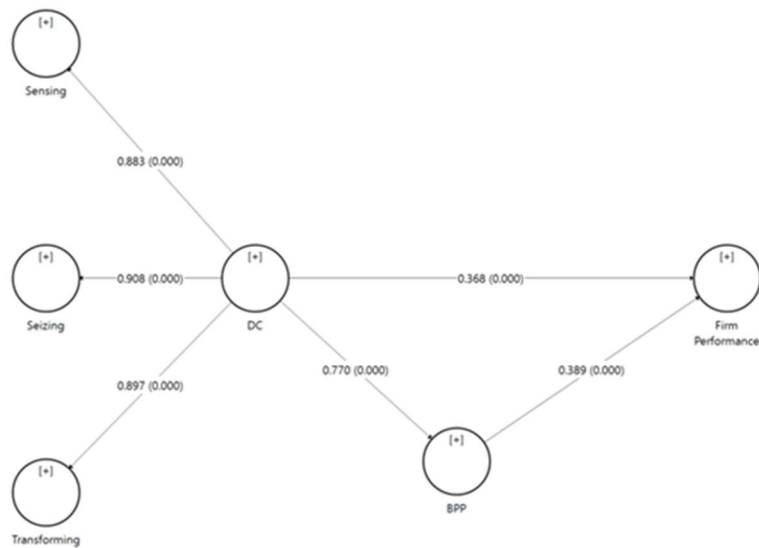 [+]
Sensing
0.883 (0.000)
[+]
[+]
[+]
0.908 (0.000)
0.368 (0.000)
Seizing
DC
Firm
Performance
0.897 (0.000)
0.770 (0.000)
0.389 (0.000)
[+]
[+]
BPP
Transforming